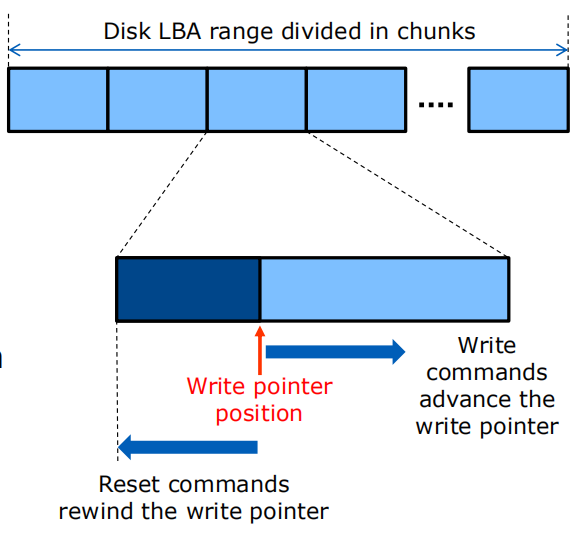 Disk LBA range divided in chunks
....
Write
commands
advance the
write pointer
Write pointer
position
Reset commands
rewind the write pointer